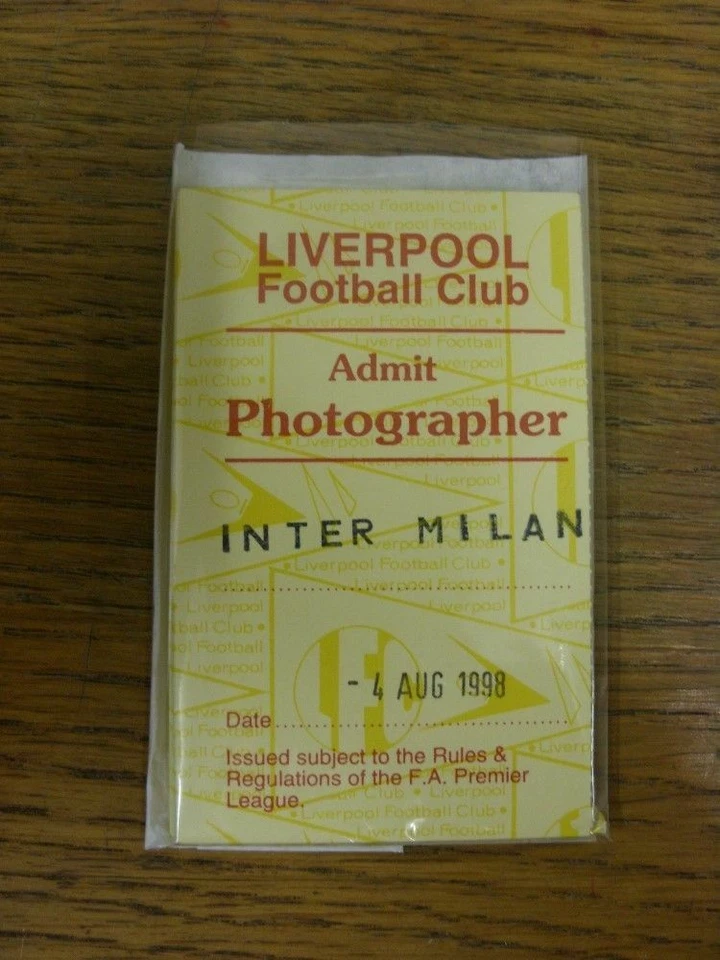 LIVERPOOL
Football Club
Admit
Photographer
INTER MILAN
- 4 AUG 1998
Date
Issued subject to the Rules &
Regulations of the F.A. Premier
League.